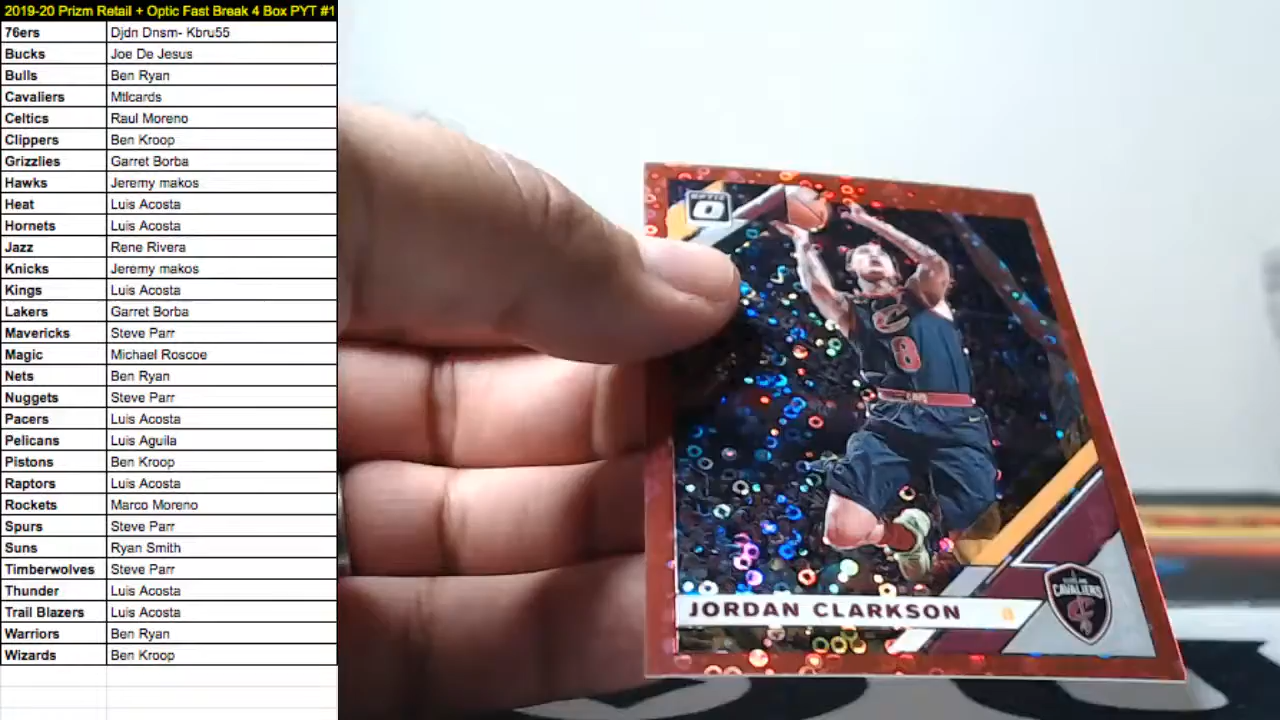 2019-20 Prizm Retail + Optic Fast Break 4 Box PYT #1
76ers Djdn Dnsm- Kbru55
Bucks Joe De Jesus
Bulls Ben Ryan
Cavaliers Mtlcards
Celtics Raul Moreno
Clippers Ben Kroop
Grizzlies Garret Borba
Hawks Jeremy makos
Heat Luis Acosta
Hornets Luis Acosta
Jazz Rene Rivera
Knicks Jeremy makos
Kings Luis Acosta
Lakers Garret Borba
Mavericks Steve Parr
Magic Michael Roscoe
Nets Ben Ryan
Nuggets Steve Parr
Pacers Luis Acosta
Pelicans Luis Aguila
Pistons Ben Kroop
Raptors Luis Acosta
Rockets Marco Moreno
Spurs Steve Parr
Suns Ryan Smith
Timberwolves Steve Parr
Thunder Luis Acosta
Trail Blazers Luis Acosta
Warriors Ben Ryan
Wizards Ben Kroop
OPTIC
O
C
8
JORDAN CLARKSON
CAVALIERS
C